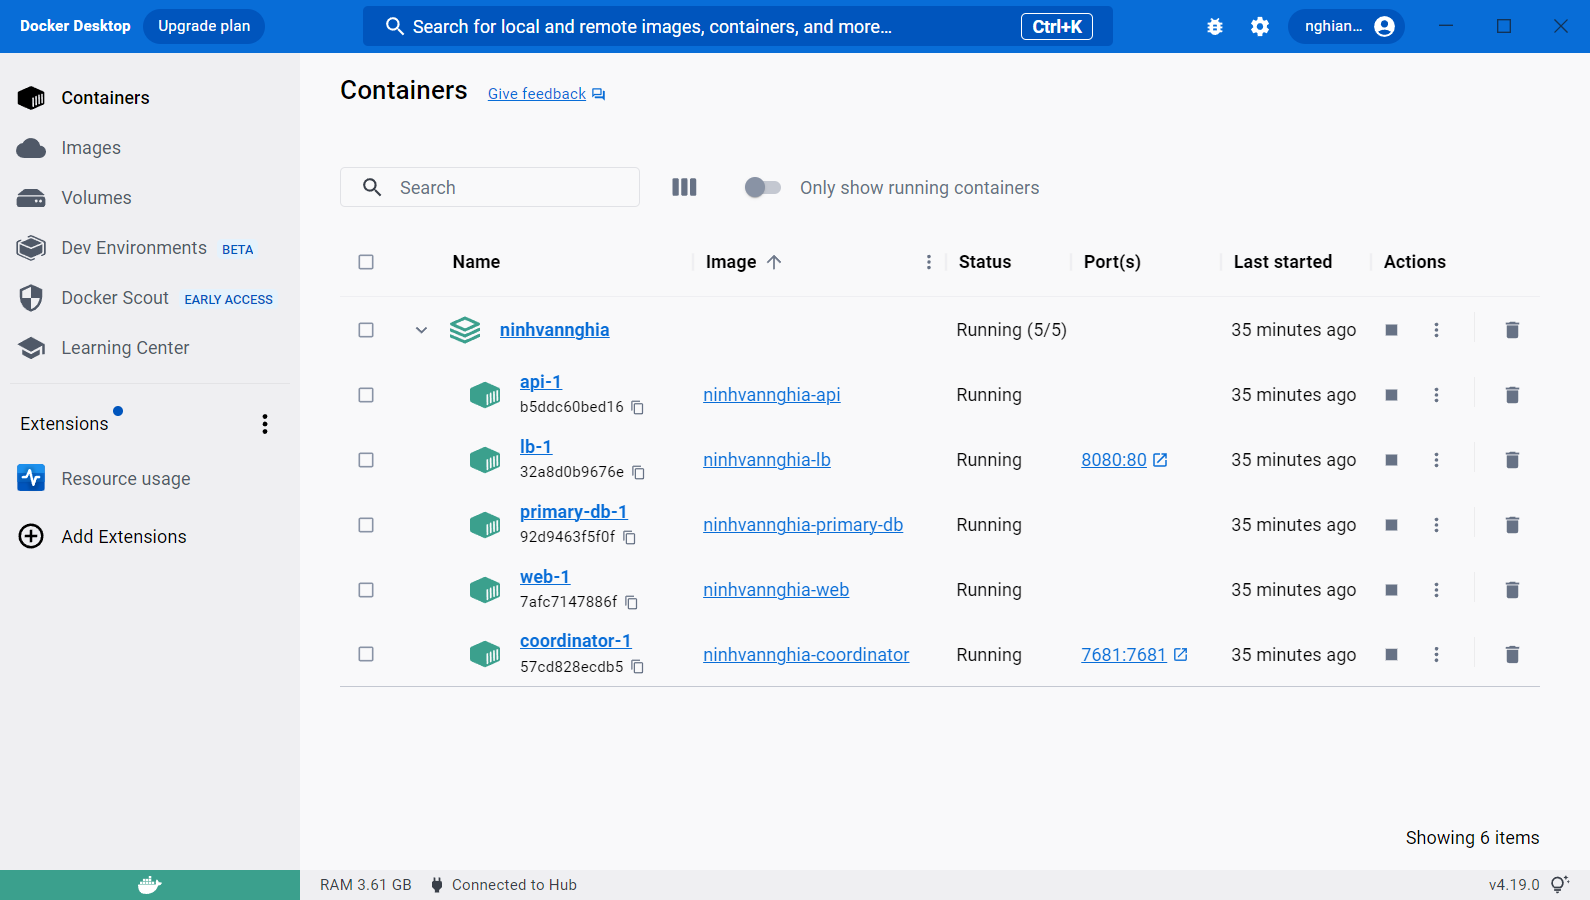 Docker Desktop Upgrade plan Search for local and remote images, containers, and more... Ctrl+K nghian...
Containers
Images
Volumes
Dev Environments BETA
Docker Scout EARLY ACCESS
Learning Center
Extensions
Resource usage
Add Extensions
Containers Give feedback
Search Only show running containers
Name Image Status Port(s) Last started Actions
ninhvannghia Running (5/5) 35 minutes ago
api-1
b5ddc60bed16 ninhvannghia-api Running 35 minutes ago
lb-1
32a8d0b9676e ninhvannghia-lb Running 8080:80 35 minutes ago
primary-db-1
92d9463f5f0f ninhvannghia-primary-db Running 35 minutes ago
web-1
7afc7147886f ninhvannghia-web Running 35 minutes ago
coordinator-1
57cd828ecdb5 ninhvannghia-coordinator Running 7681:7681 35 minutes ago
Showing 6 items
RAM 3.61 GB Connected to Hub v4.19.0